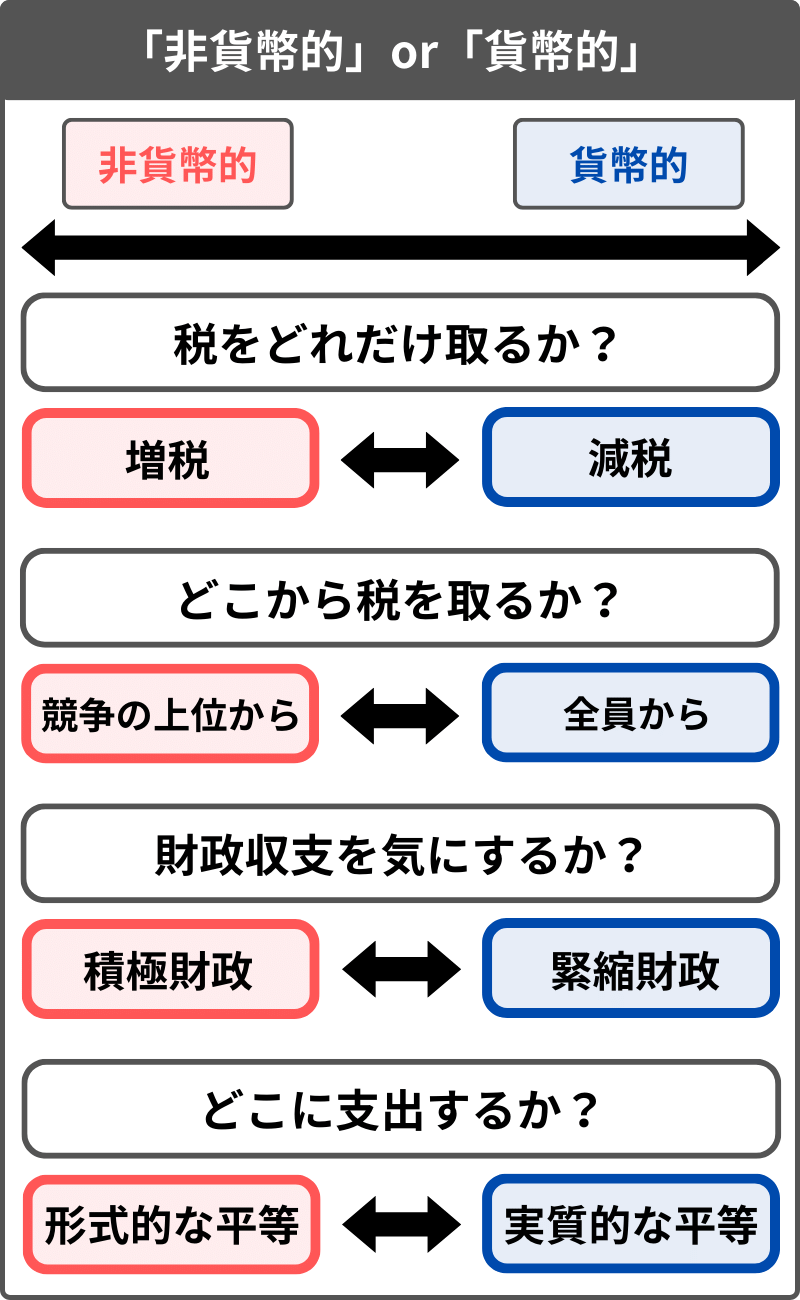 「非貨幣的」or「貨幣的」
非貨幣的
貨幣的
税をどれだけ取るか？
増税
減税
どこから税を取るか？
競争の上位から
全員から
財政収支を気にするか？
積極財政
緊縮財政
どこに支出するか？
形式的な平等
実質的な平等